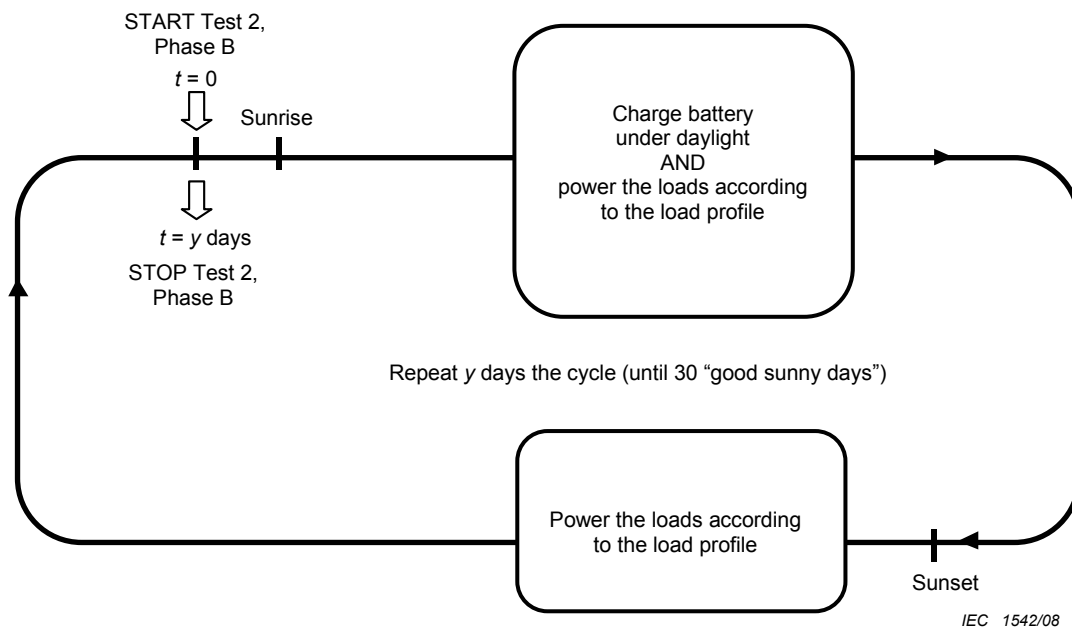 START Test 2,
Phase B
t = 0
Sunrise
t = y days
STOP Test 2,
Phase B
Charge battery
under daylight
AND
power the loads according
to the load profile
Repeat y days the cycle (until 30 “good sunny days”)
Power the loads according
to the load profile
Sunset
IEC 1542/08